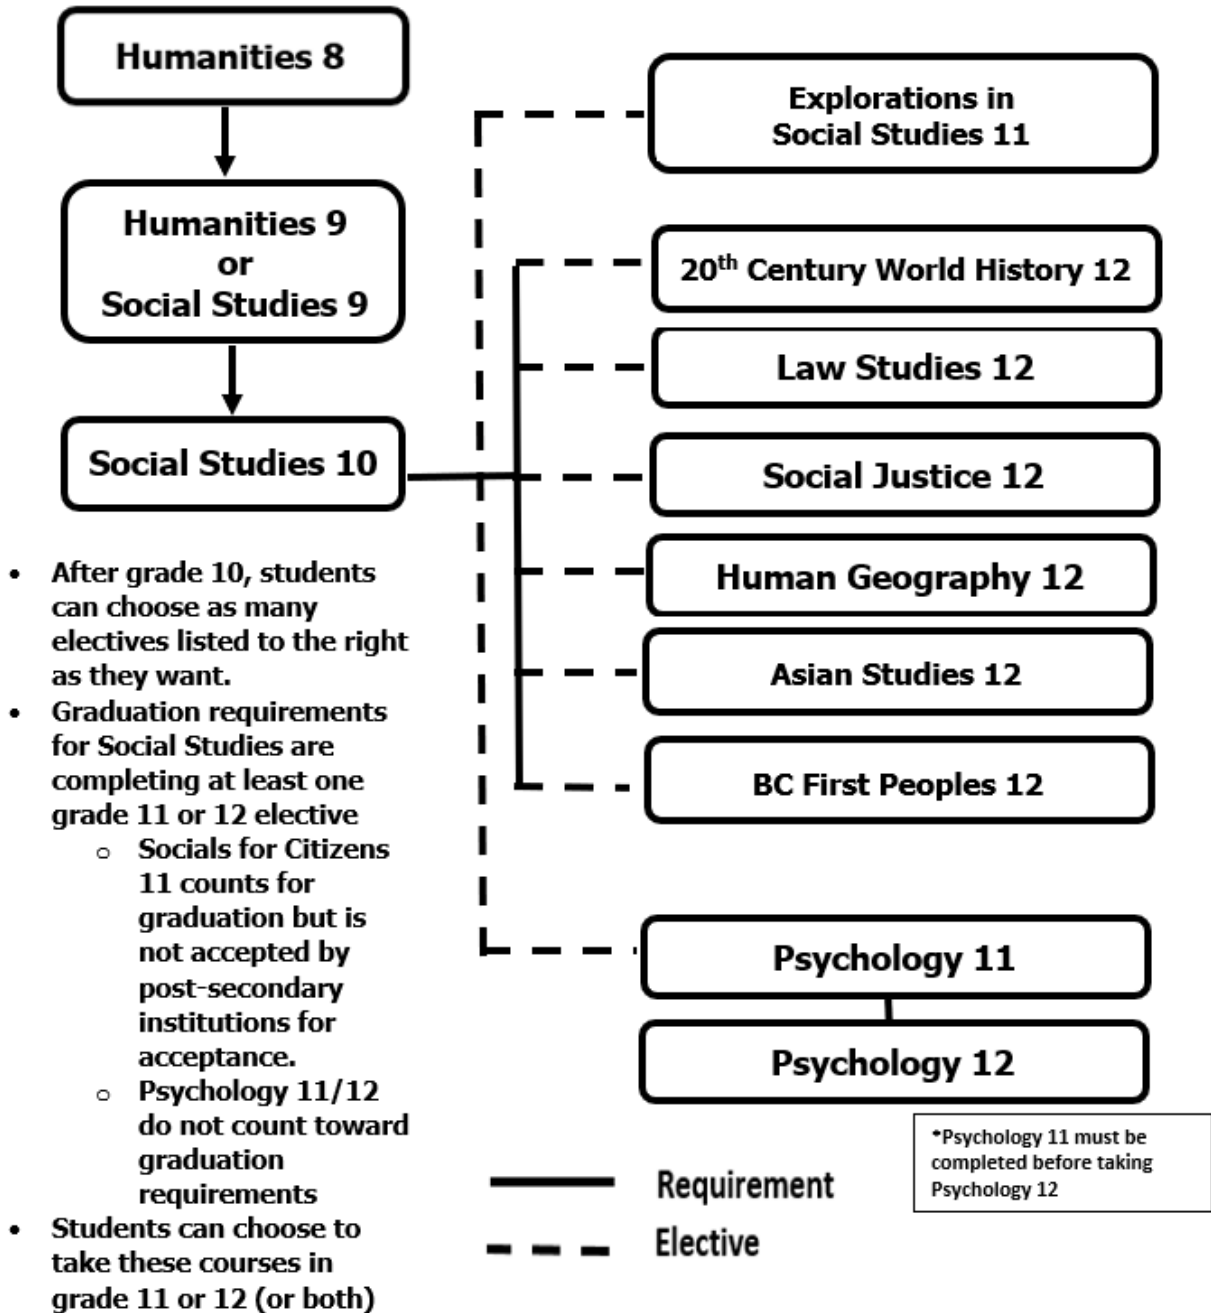 Humanities 8
Humanities 9
or
Social Studies 9
Social Studies 10
• After grade 10, students
can choose as many
electives listed to the right
as they want.
• Graduation requirements
for Social Studies are
completing at least one
grade 11 or 12 elective
o Socials for Citizens
11 counts for
graduation but is
not accepted by
post-secondary
institutions for
acceptance.
o Psychology 11/12
do not count toward
graduation
requirements
• Students can choose to
take these courses in
grade 11 or 12 (or both)
Explorations in
Social Studies 11
20th Century World History 12
Law Studies 12
Social Justice 12
Human Geography 12
Asian Studies 12
BC First Peoples 12
Psychology 11
Psychology 12
*Psychology 11 must be
completed before taking
Psychology 12
Requirement
Elective